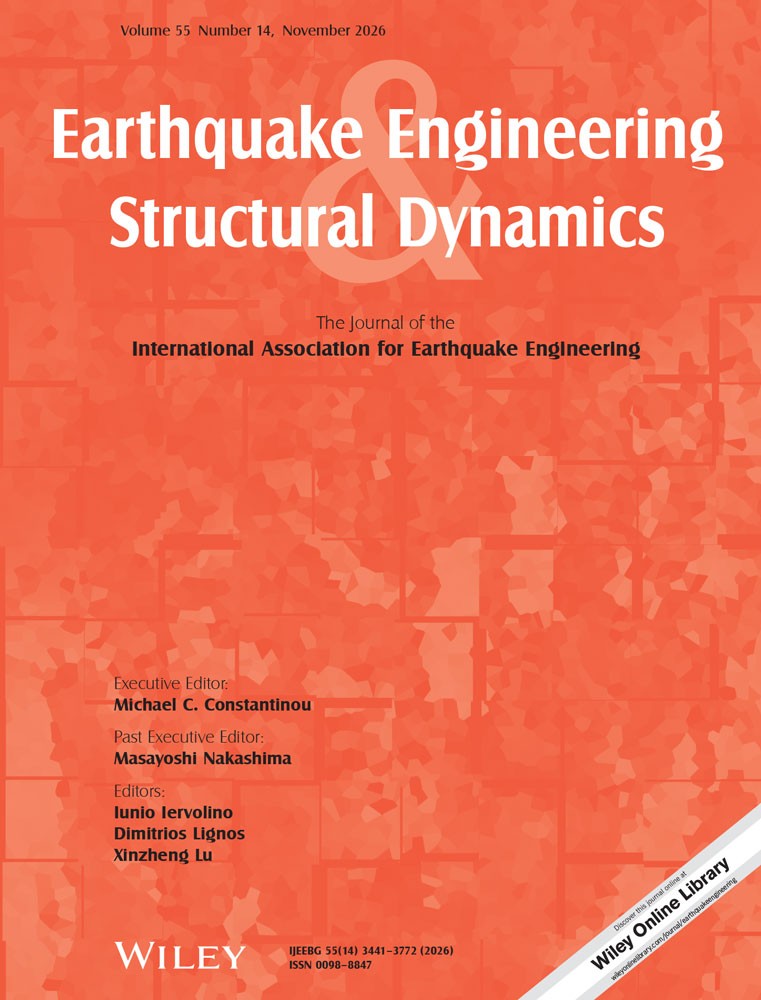 Volume 55 Number 14, November 2026
&
Earthquake Engineering
Structural Dynamics
The Journal of the
International Association for Earthquake Engineering
Executive Editor:
Michael C. Constantinou
Past Executive Editor:
Masayoshi Nakashima
Editors:
Iunio Iervolino
Dimitrios Lignos
Xinzheng Lu
WILEY
IJEEBG 55(14) 3441–3772 (2026)
ISSN 0098–8847
Discover this journal online at
Wiley Online Library
wileyonlinelibrary.com/journal/earthquakeengineering